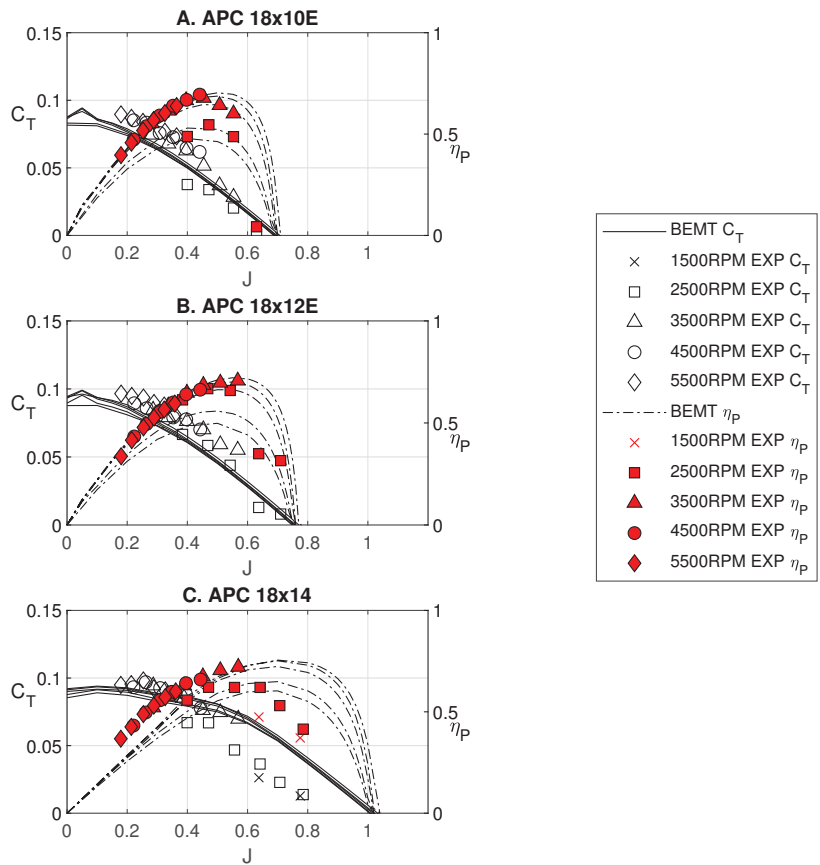 A. APC 18x10E
0.15
0.1
0.05
0
C_T
1
0.5
0
η_P
0 0.2 0.4 0.6 0.8 1
J
B. APC 18x12E
0.15
0.1
0.05
0
C_T
1
0.5
0
η_P
0 0.2 0.4 0.6 0.8 1
J
C. APC 18x14
0.15
0.1
0.05
0
C_T
1
0.5
0
η_P
0 0.2 0.4 0.6 0.8 1
J
BEMT C_T
1500RPM EXP C_T
2500RPM EXP C_T
3500RPM EXP C_T
4500RPM EXP C_T
5500RPM EXP C_T
BEMT η_P
1500RPM EXP η_P
2500RPM EXP η_P
3500RPM EXP η_P
4500RPM EXP η_P
5500RPM EXP η_P